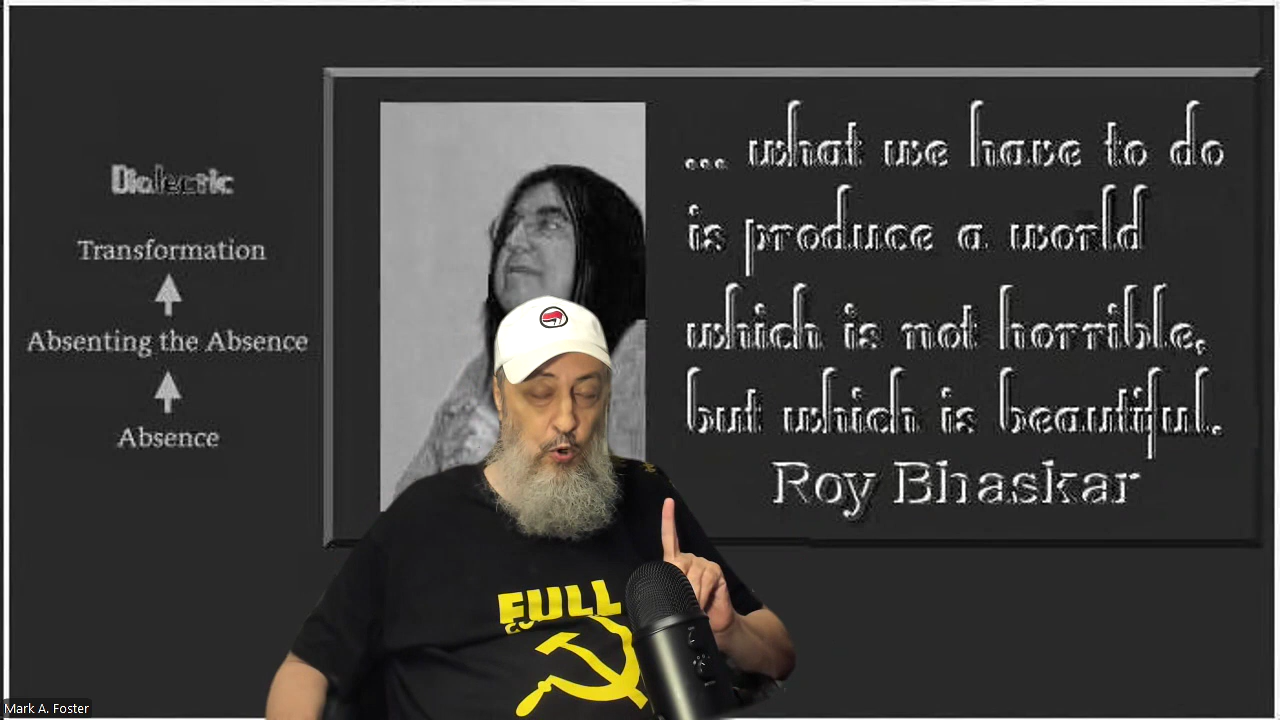 Dialectic
Transformation
Absenting the Absence
Absence
... what we have to do
is produce a world
which is not horrible,
but which is beautiful.
Roy Bhaskar
FULL
Mark A. Foster